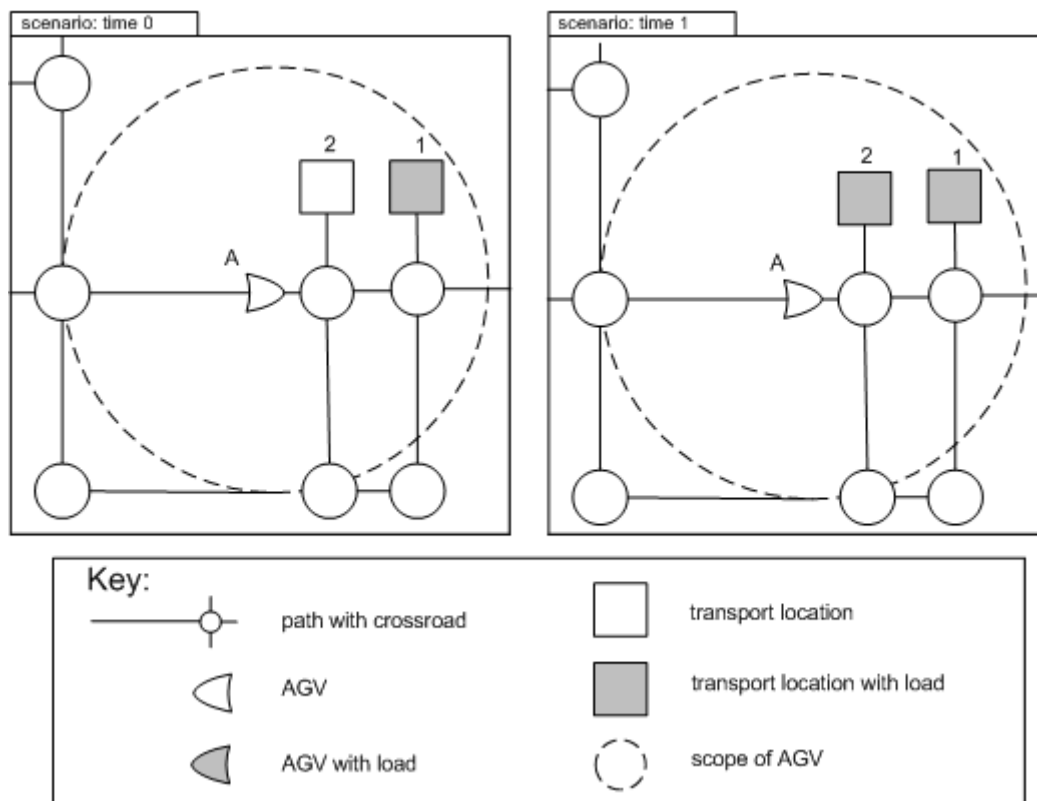 scenario: time 0
2 1
A
scenario: time 1
2 1
A
Key:
path with crossroad
AGV
AGV with load
transport location
transport location with load
scope of AGV